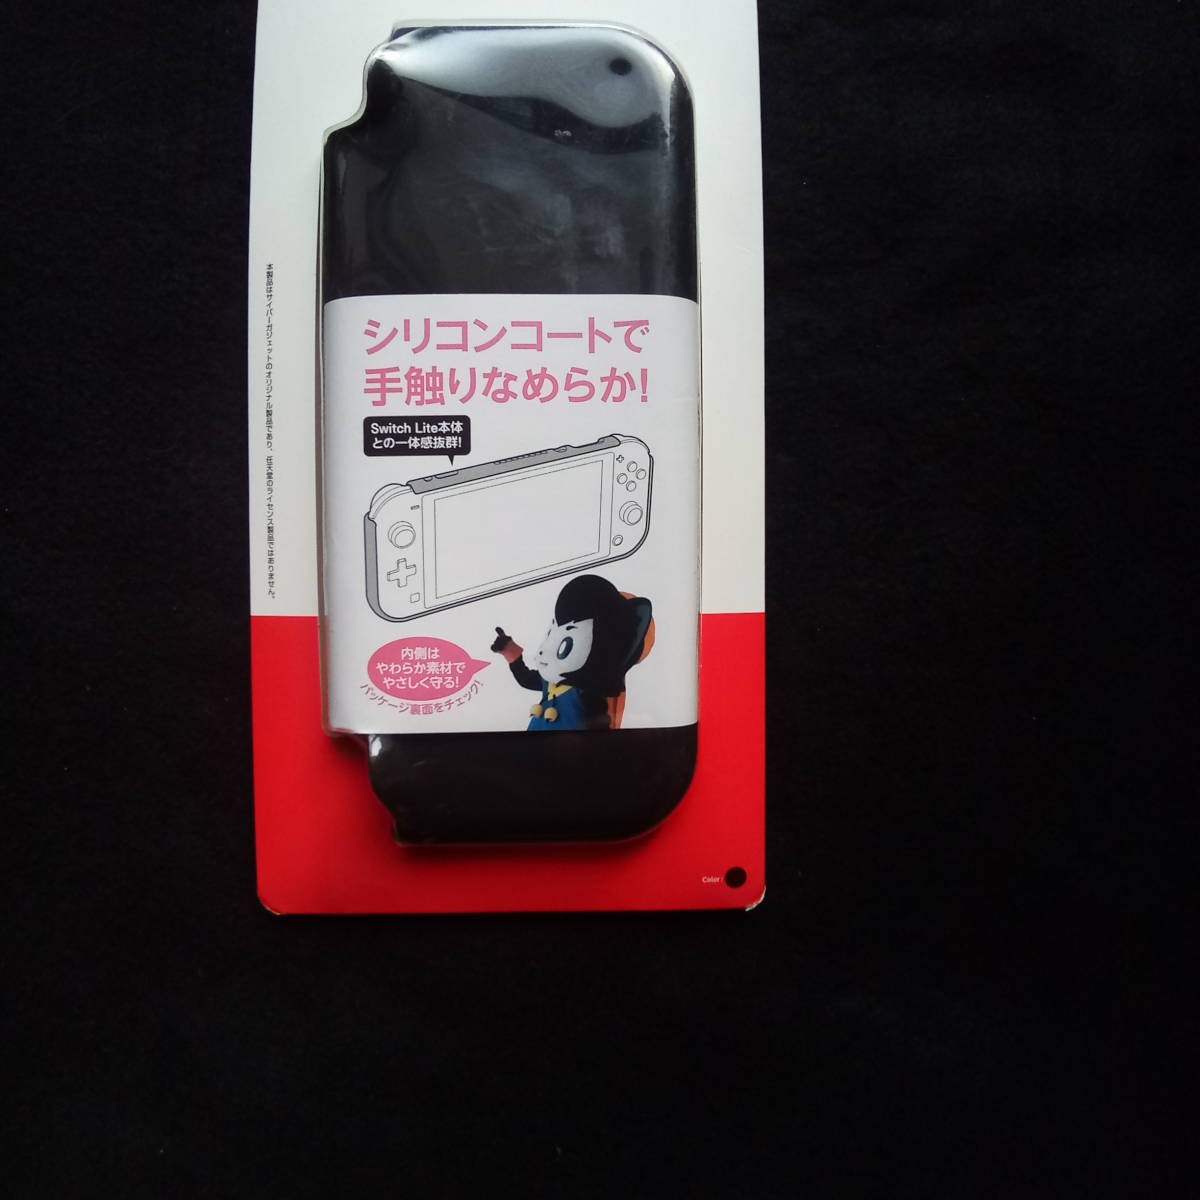 シリコンコートで
手触りなめらか!
Switch Lite本体
との一体感抜群!
内側は
やわらか素材で
やさしく守る!
パッケージ裏面をチェック!
本製品はサイバーガジェットのオリジナル製品であり、任天堂のライセンス製品ではありません。
Color: